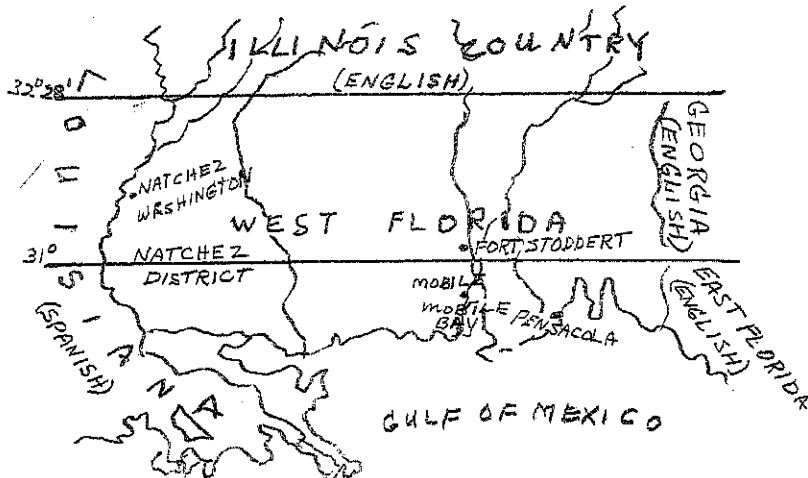 ILLINOIS COUNTRY
(ENGLISH)
32°28'
LOUISIANA
(SPANISH)
GEORGIA
(ENGLISH)
NATCHEZ
WASHINGTON
WEST FLORIDA
FORT STODDERT
31°
NATCHEZ
DISTRICT
EAST FLORIDA
(ENGLISH)
MOBILE
MOBILE
BAY
PENSACOLA
GULF OF MEXICO